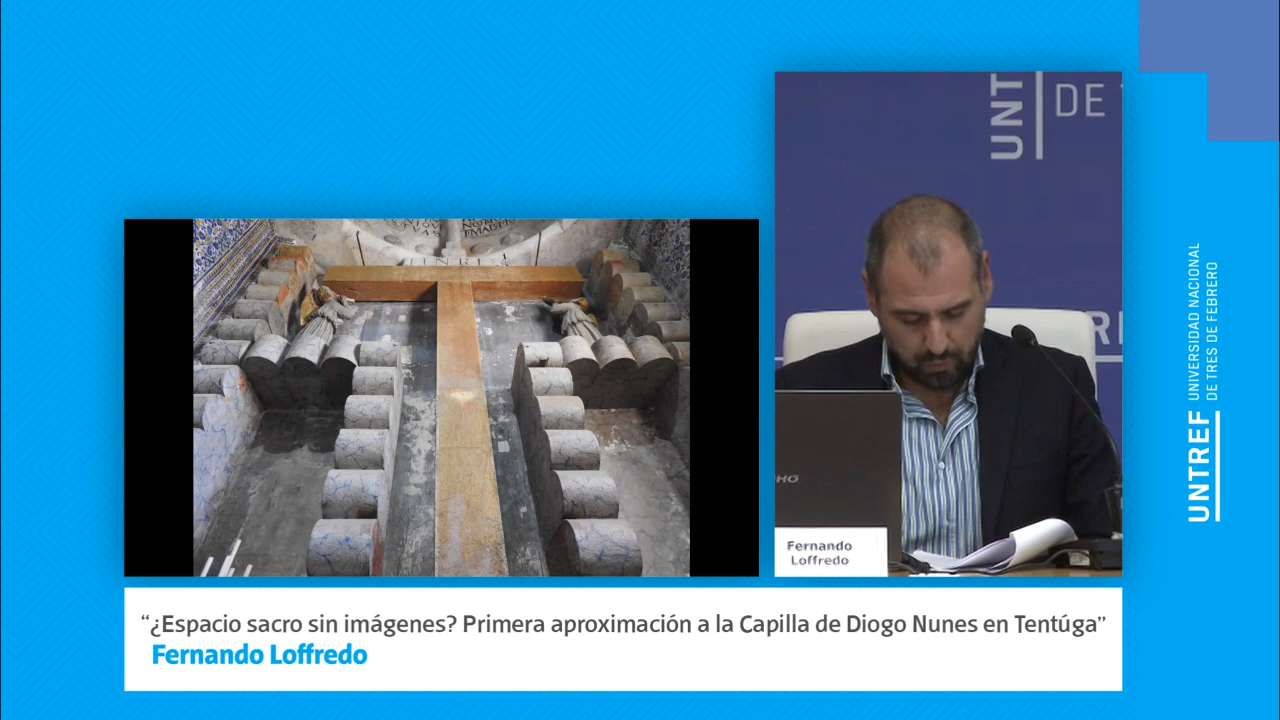 UNT
DE
Fernando
Loffredo
UNTREF
UNIVERSIDAD NACIONAL
DE TRES DE FEBRERO
“¿Espacio sacro sin imágenes? Primera aproximación a la Capilla de Diogo Nunes en Tentúga”
Fernando Loffredo